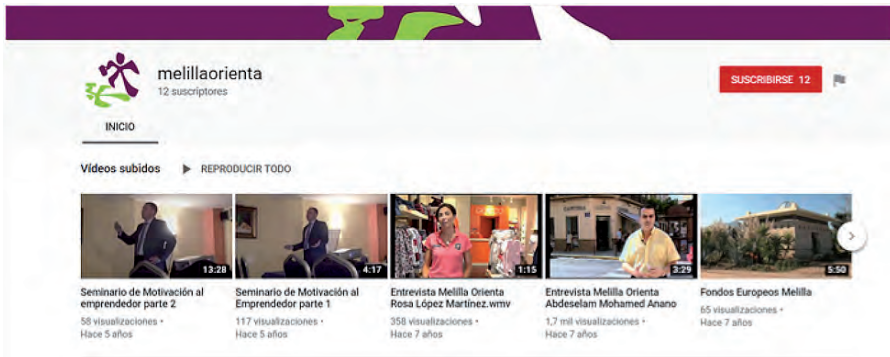 melillaorienta
12 suscriptores
SUSCRIBIRSE 12
INICIO
Vídeos subidos
REPRODUCIR TODO
13:28
4:17
1:15
3:29
5:50
Seminario de Motivación al
emprendedor parte 2
58 visualizaciones •
Hace 5 años
Seminario de Motivación al
Emprendedor parte 1
117 visualizaciones •
Hace 5 años
Entrevista Melilla Orienta
Rosa López Martínez.wmv
358 visualizaciones •
Hace 7 años
Entrevista Melilla Orienta
Abdeselam Mohamed Anano
1,7 mil visualizaciones •
Hace 7 años
Fondos Europeos Melilla
65 visualizaciones •
Hace 7 años